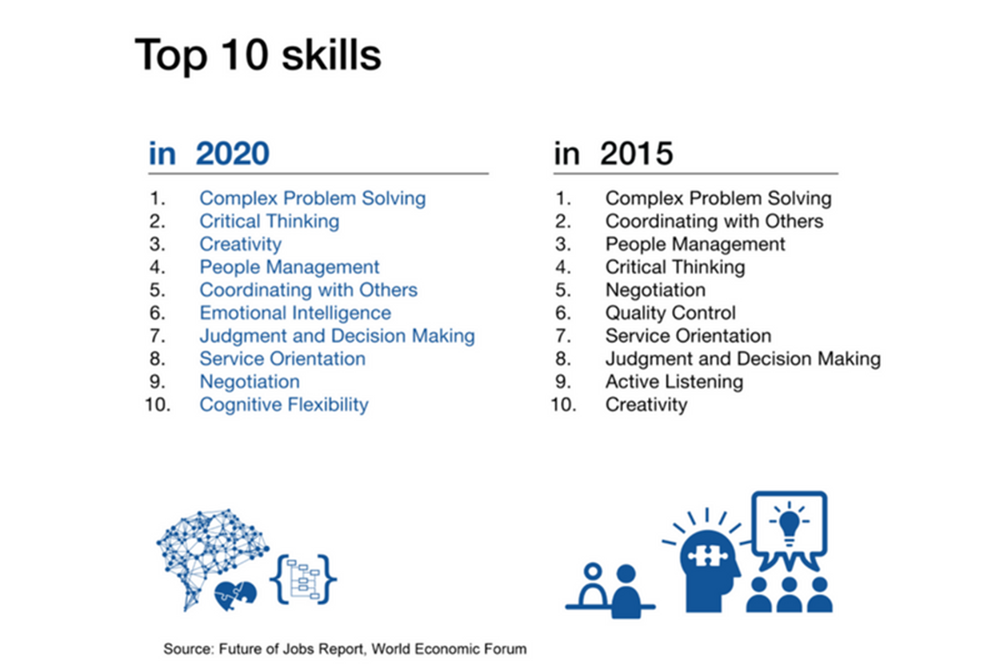 Top 10 skills
in 2020
1. Complex Problem Solving
2. Critical Thinking
3. Creativity
4. People Management
5. Coordinating with Others
6. Emotional Intelligence
7. Judgment and Decision Making
8. Service Orientation
9. Negotiation
10. Cognitive Flexibility
in 2015
1. Complex Problem Solving
2. Coordinating with Others
3. People Management
4. Critical Thinking
5. Negotiation
6. Quality Control
7. Service Orientation
8. Judgment and Decision Making
9. Active Listening
10. Creativity
Source: Future of Jobs Report, World Economic Forum